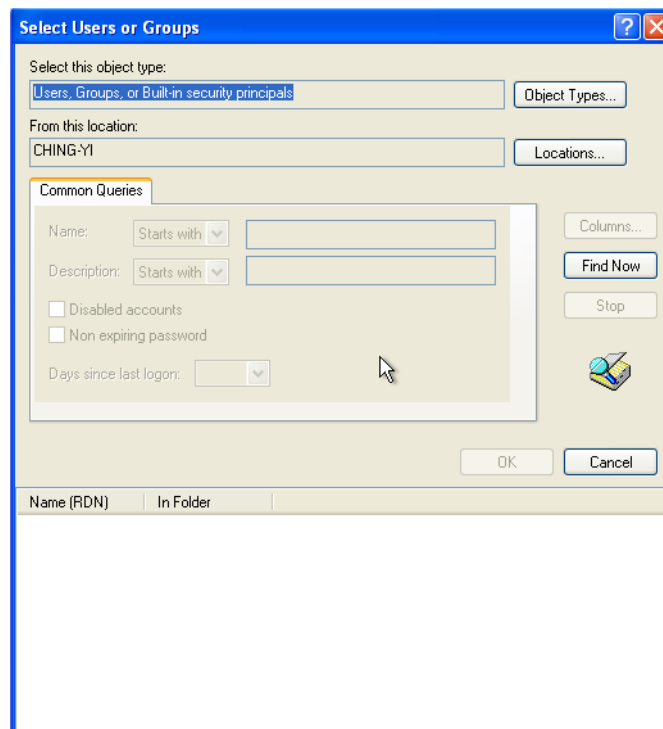 Select Users or Groups
Select this object type:
Users, Groups, or Built-in security principals
Object Types...
From this location:
CHING-YI
Locations...
Common Queries
Name:
Starts with
Columns...
Description:
Starts with
Find Now
Disabled accounts
Stop
Non expiring password
Days since last logon:
OK
Cancel
Name (RDN)
In Folder